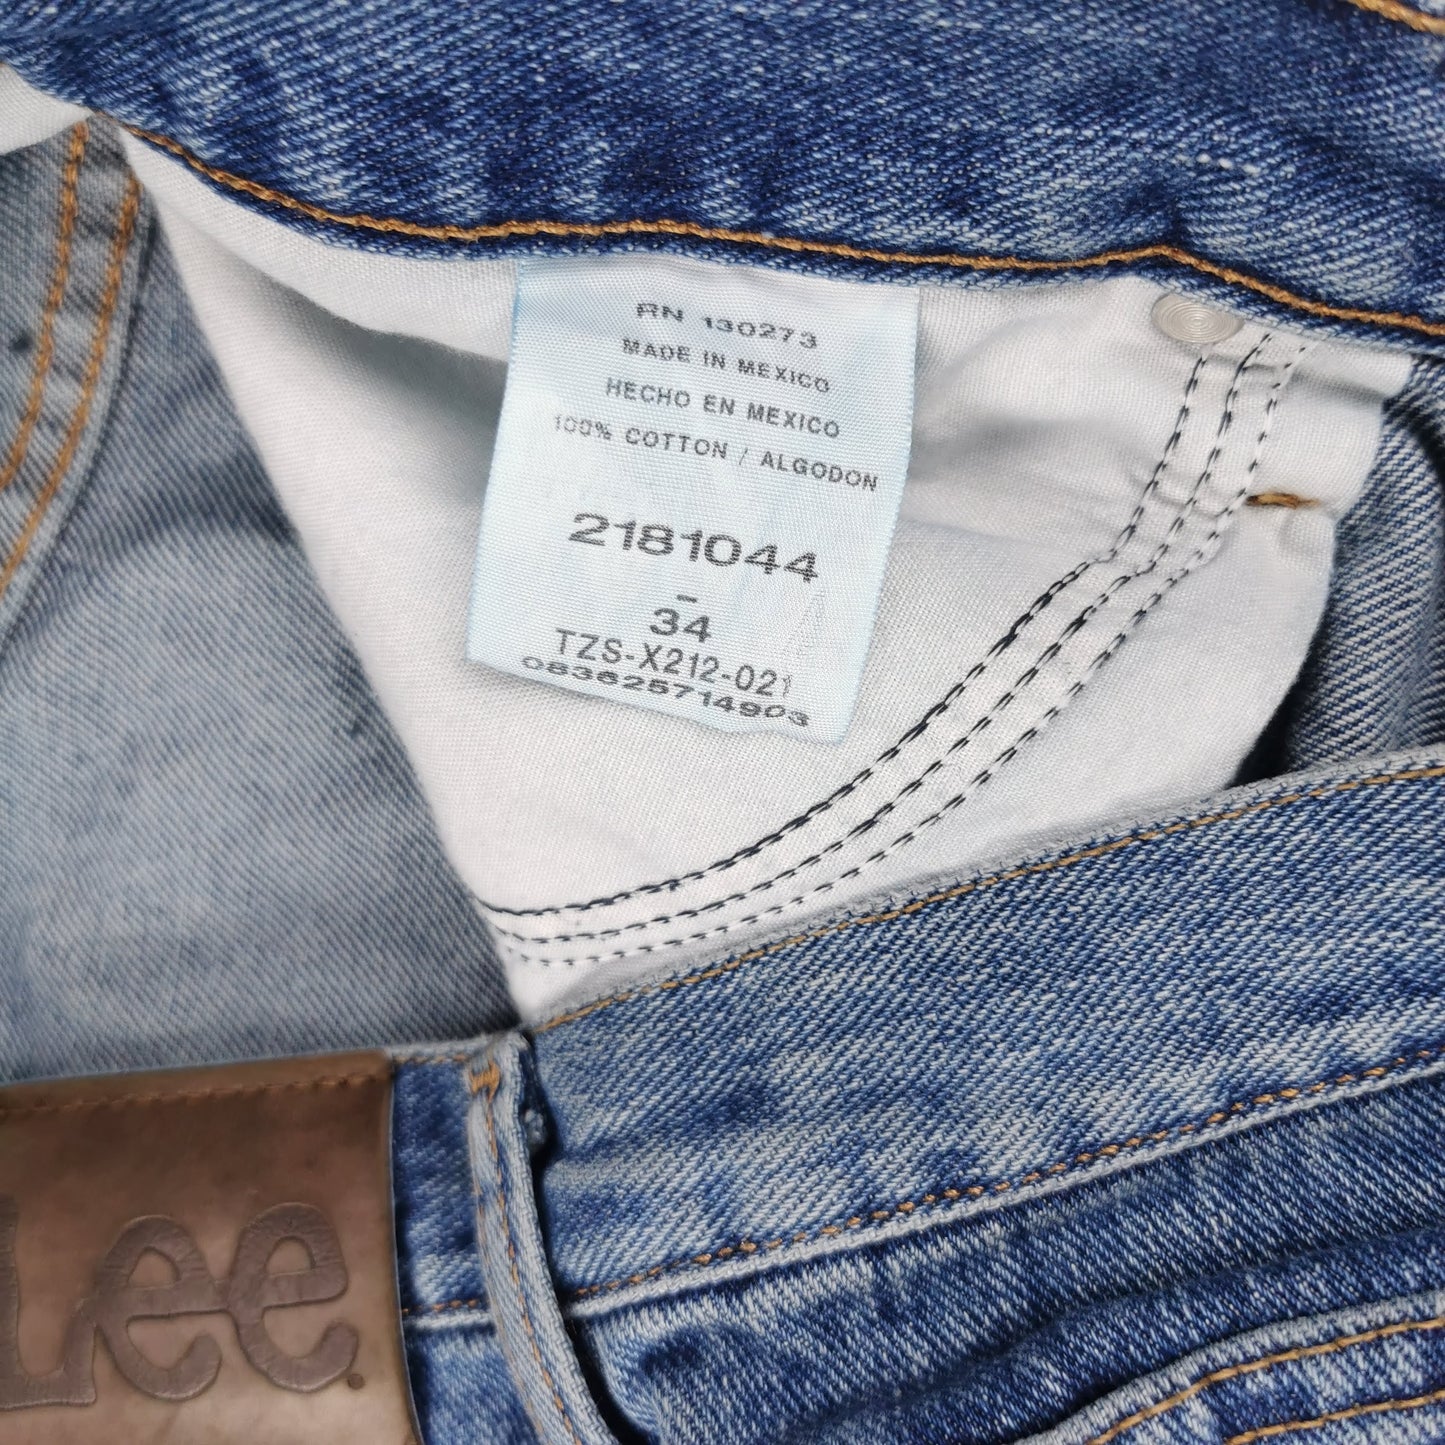 RN 130273
MADE IN MEXICO
HECHO EN MEXICO
100% COTTON / ALGODON
2181044
-
34
TZS-X212-021
083625714903
Lee®